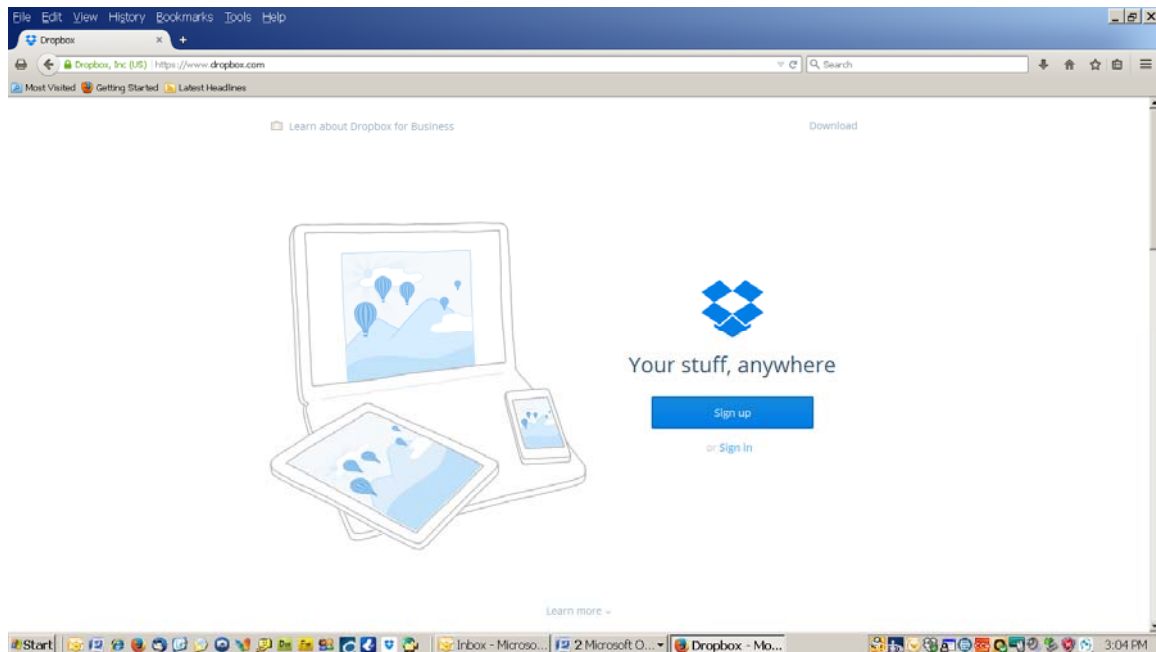 File Edit View History Bookmarks Tools Help
Dropbox × +
Dropbox, Inc (US) https://www.dropbox.com Search
Most Visited Getting Started Latest Headlines
Learn about Dropbox for Business Download
Your stuff, anywhere
Sign up
or Sign in
Learn more
Start Inbox - Microso... 2 Microsoft O... Dropbox - Mo... 3:04 PM